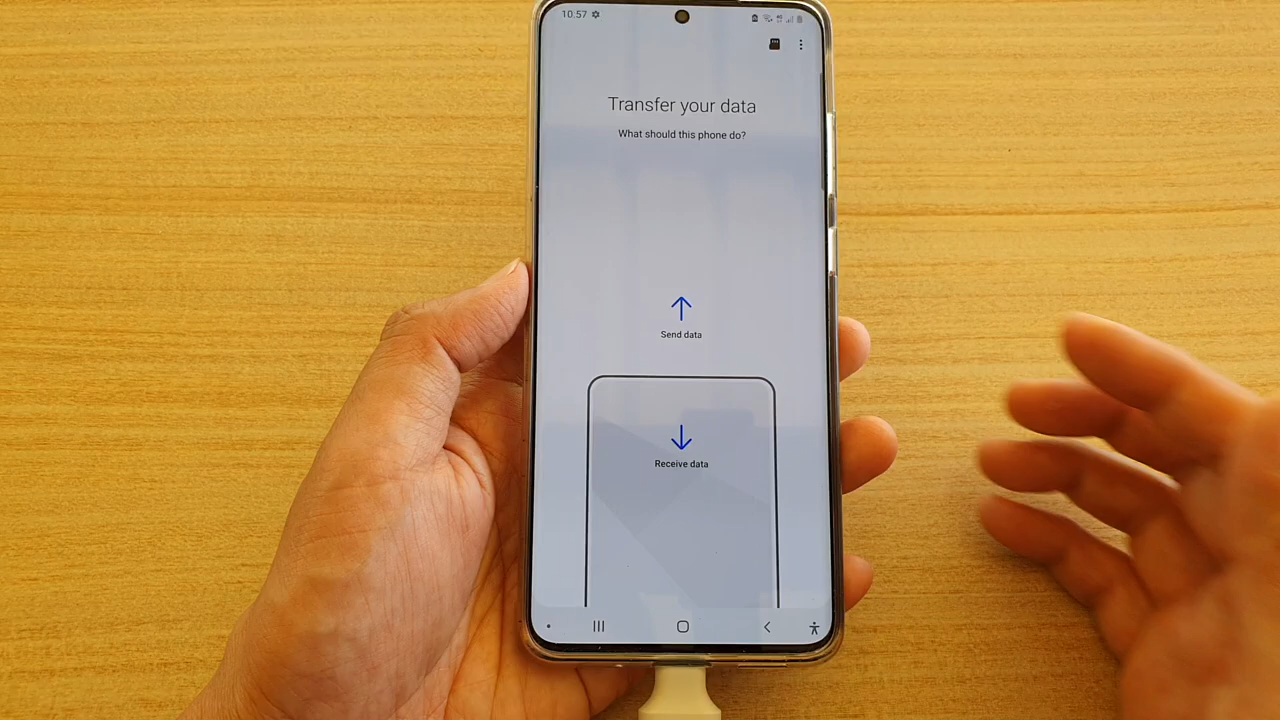 10:57
Transfer your data
What should this phone do?
Send data
Receive data